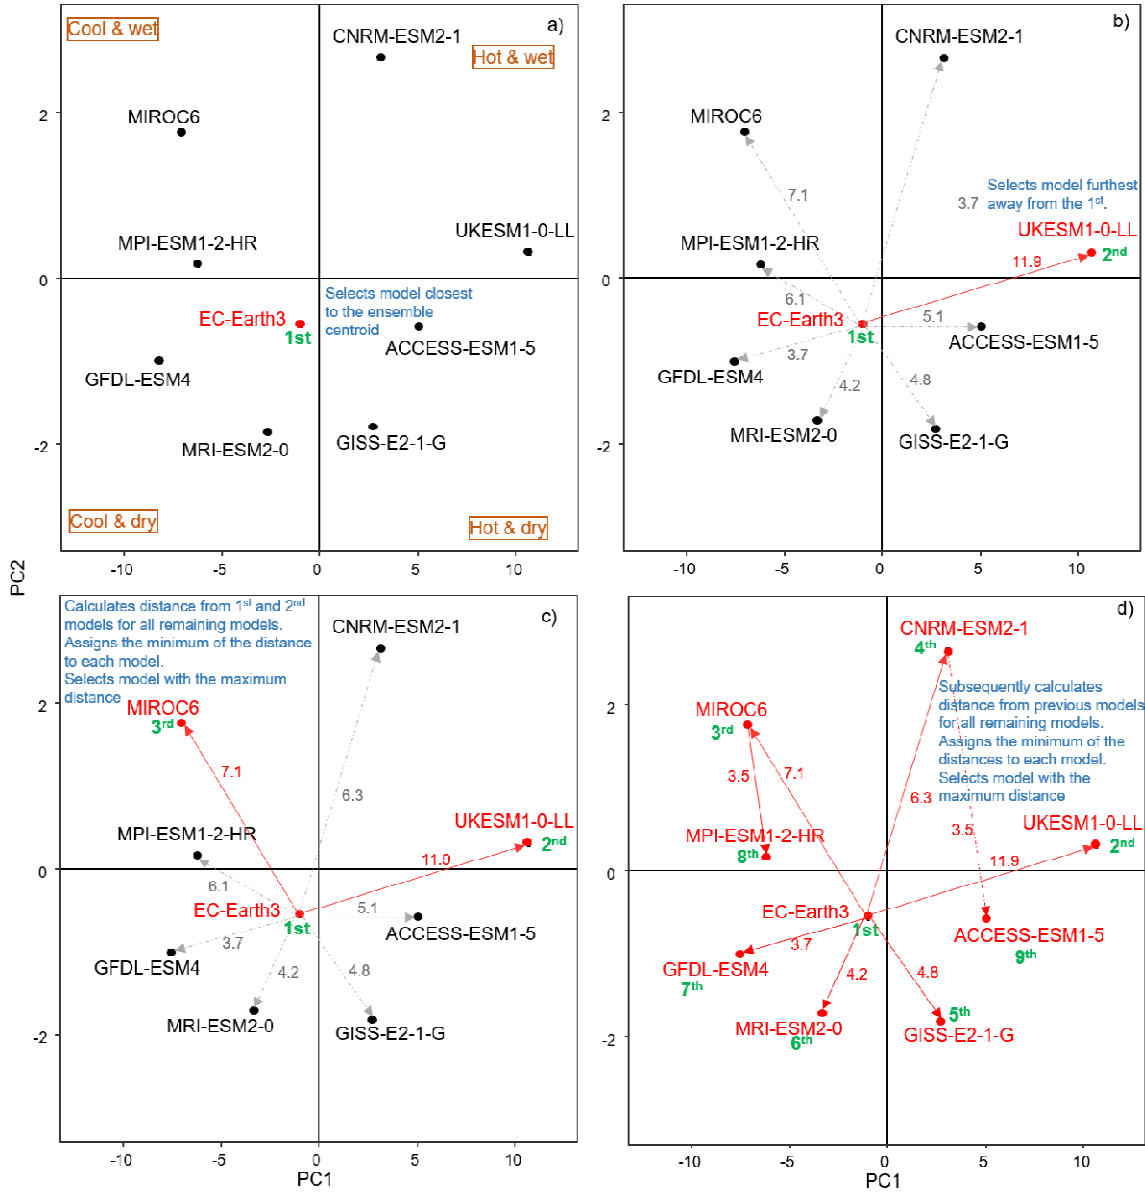 a)
Cool & wet
CNRM-ESM2-1
Hot & wet
MIROC6
UKESM1-0-LL
MPI-ESM1-2-HR
Selects model closest
to the ensemble
centroid
EC-Earth3
1st
ACCESS-ESM1-5
GFDL-ESM4
MRI-ESM2-0
GISS-E2-1-G
Cool & dry
Hot & dry
2
0
-2
-10
-5
0
5
10
b)
CNRM-ESM2-1
MIROC6
7.1
3.7
Selects model furthest
away from the 1st.
UKESM1-0-LL
2nd
11.9
MPI-ESM1-2-HR
6.1
EC-Earth3
1st
5.1
ACCESS-ESM1-5
3.7
GFDL-ESM4
4.2
4.8
MRI-ESM2-0
GISS-E2-1-G
-10
-5
0
5
10
PC2
c)
Calculates distance from 1st and 2nd
models for all remaining models.
Assigns the minimum of the distance
to each model.
Selects model with the maximum
distance
CNRM-ESM2-1
MIROC6
3rd
7.1
6.3
UKESM1-0-LL
2nd
MPI-ESM1-2-HR
6.1
EC-Earth3
1st
5.1
ACCESS-ESM1-5
3.7
GFDL-ESM4
4.2
4.8
MRI-ESM2-0
GISS-E2-1-G
2
0
-2
-10
-5
0
5
10
PC1
d)
CNRM-ESM2-1
4th
Subsequently calculates
distance from previous models
for all remaining models.
Assigns the minimum of the
distances to each model.
Selects model with the
maximum distance
MIROC6
3rd
3.5
7.1
6.3
3.5
UKESM1-0-LL
2nd
11.9
MPI-ESM1-2-HR
8th
EC-Earth3
1st
ACCESS-ESM1-5
9th
3.7
GFDL-ESM4
7th
4.2
4.8
5th
MRI-ESM2-0
6th
GISS-E2-1-G
2
0
-2
-10
-5
0
5
10
PC1